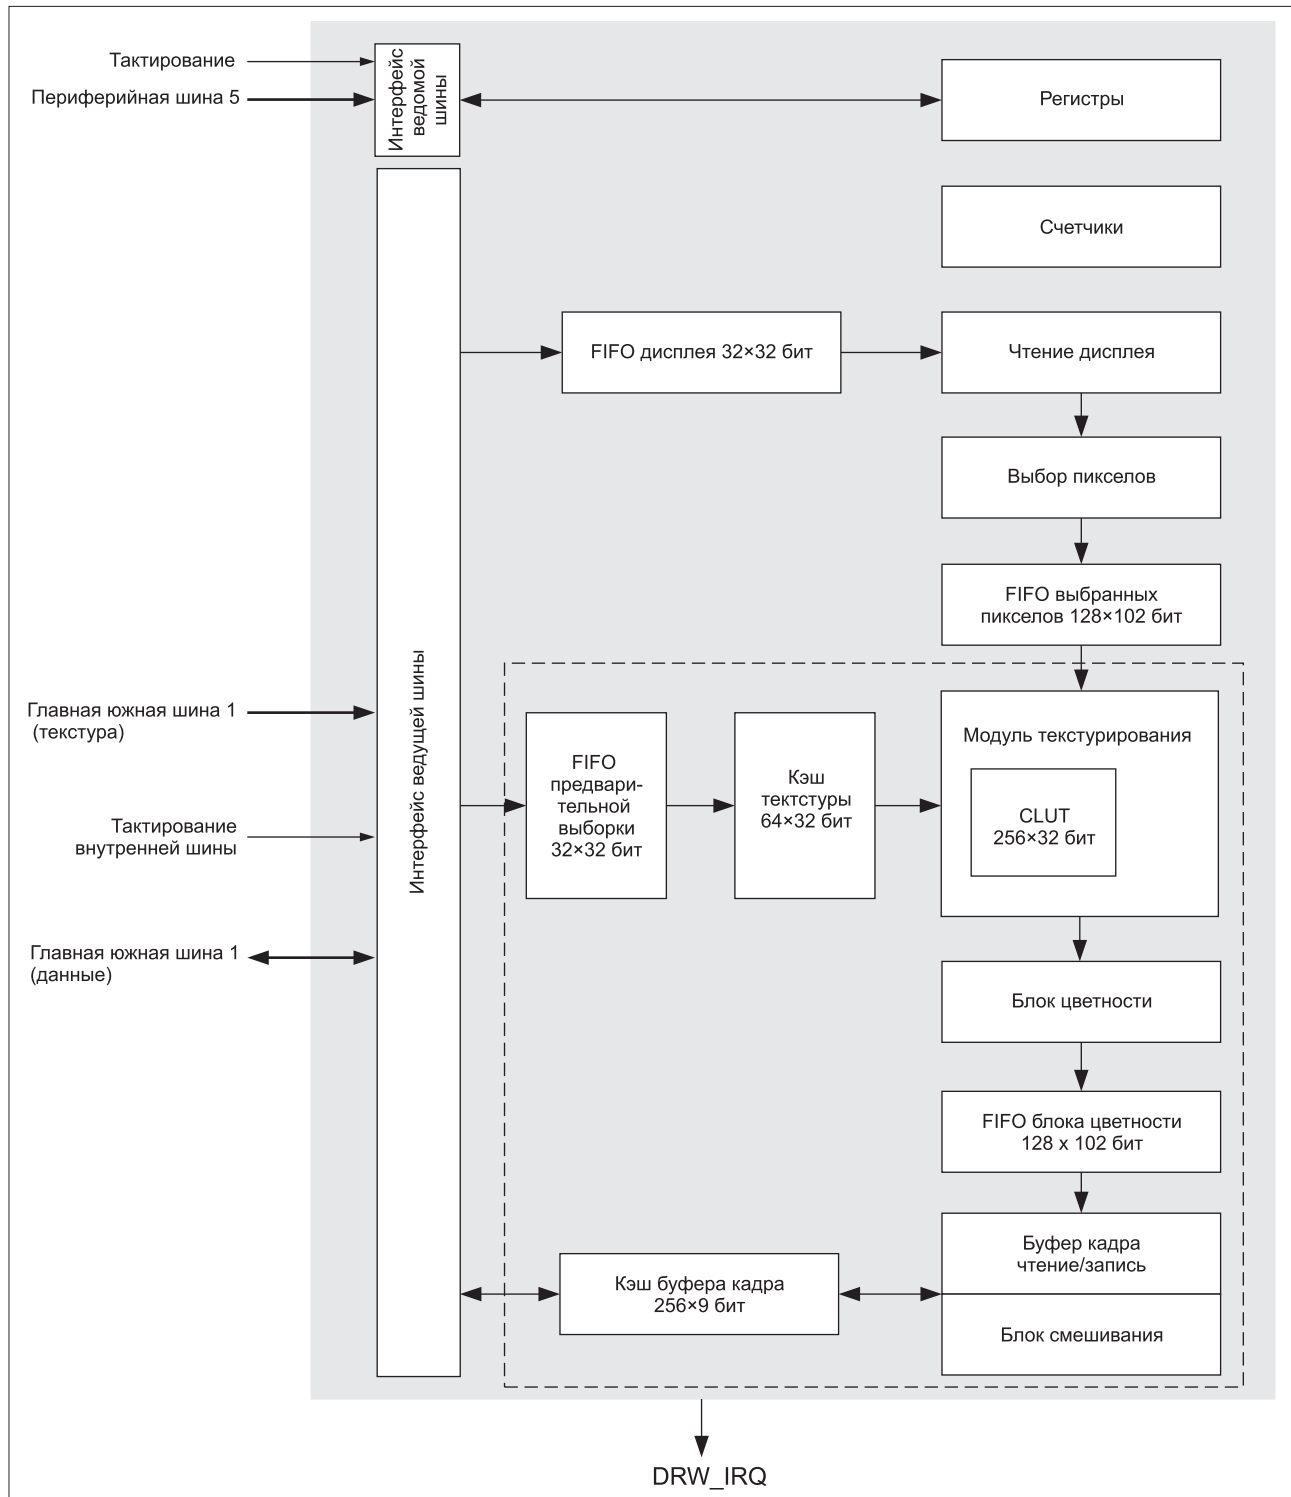 Тактирование
Периферийная шина 5
Интерфейс
ведомой
шины
Регистры
Счетчики
FIFO дисплея 32×32 бит
Чтение дисплея
Выбор пикселов
FIFO выбранных
пикселов 128×102 бит
Интерфейс ведущей шины
Главная южная шина 1
(текстура)
Тактирование
внутренней шины
Главная южная шина 1
(данные)
FIFO
предвари-
тельной
выборки
32×32 бит
Кэш
тектстуры
64×32 бит
Модуль текстурирования
CLUT
256×32 бит
Блок цветности
FIFO блока цветности
128 x 102 бит
Буфер кадра
чтение/запись
Кэш буфера кадра
256×9 бит
Блок смешивания
DRW_IRQ